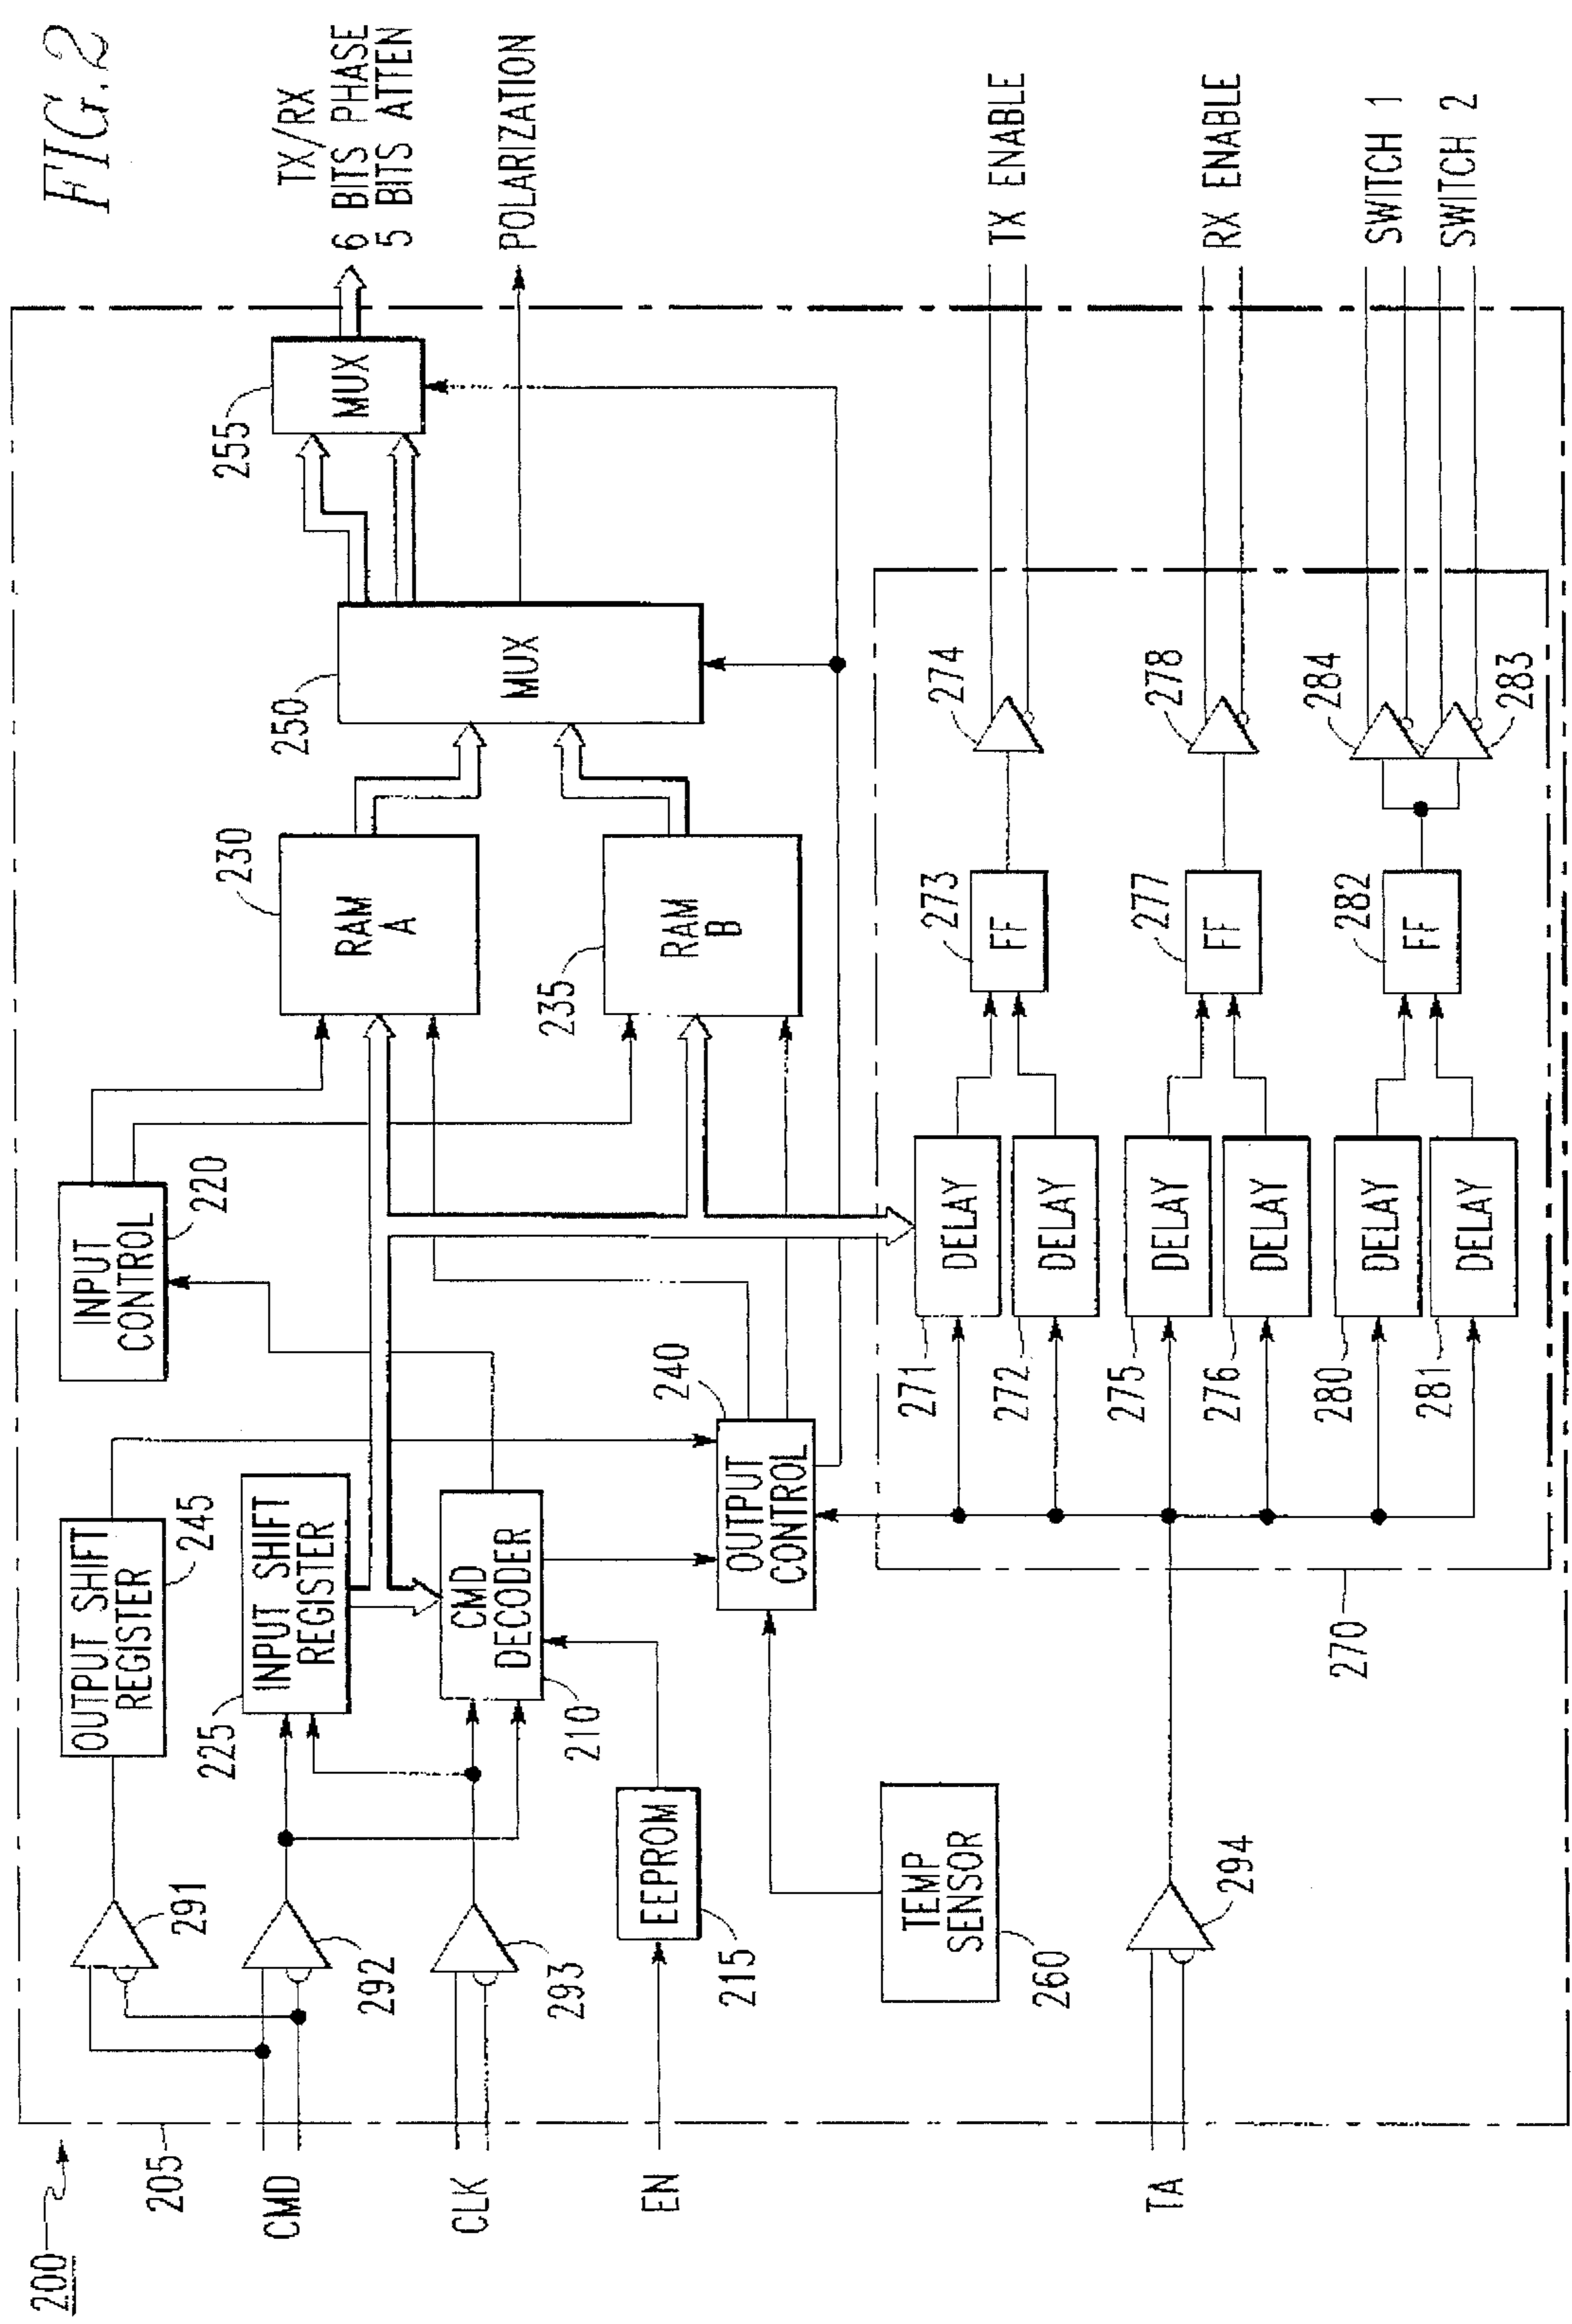 FIG. 2
200
205
CMD
CLK
EN
TA
291
292
293
294
OUTPUT SHIFT
REGISTER
245
INPUT SHIFT
REGISTER
225
CMD
DECODER
210
EEPROM
215
TEMP
SENSOR
260
INPUT
CONTROL
220
OUTPUT
CONTROL
240
RAM
A
230
RAM
B
235
MUX
250
MUX
255
TX/RX
6 BITS PHASE
5 BITS ATTEN
POLARIZATION
270
DELAY
271
DELAY
272
FF
273
274
TX ENABLE
DELAY
275
DELAY
276
FF
277
278
RX ENABLE
DELAY
280
DELAY
281
FF
282
284
283
SWITCH 1
SWITCH 2